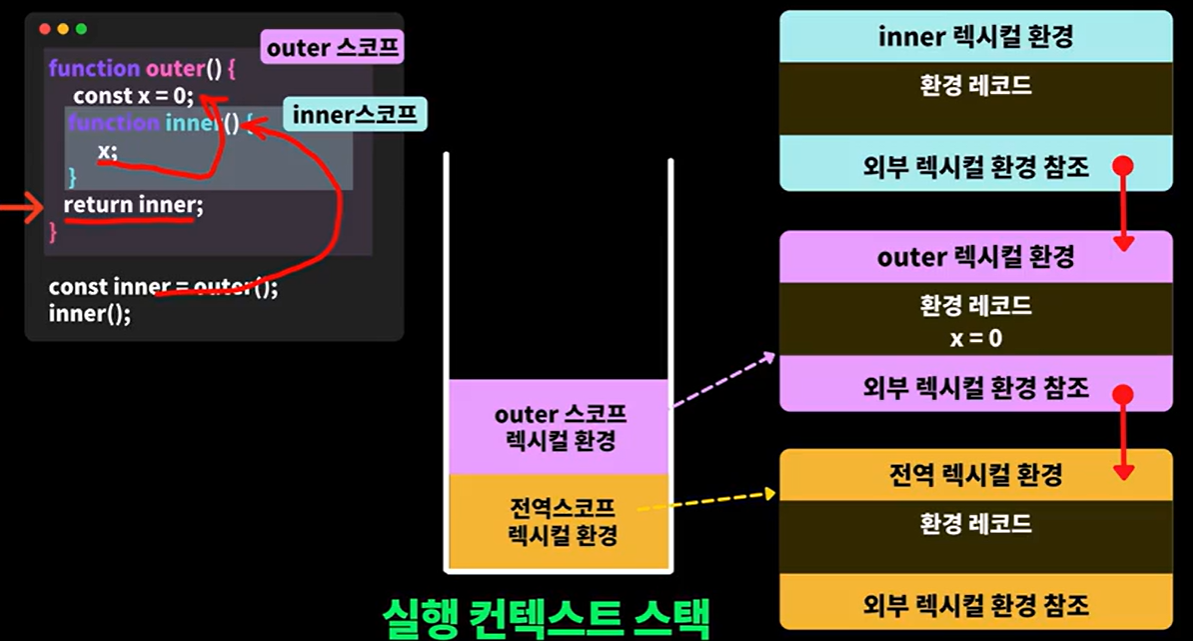 outer 스코프
function outer() {
const x = 0;
function inner() {
inner스코프
x;
}
return inner;
}
const inner = outer();
inner();
outer 스코프
렉시컬 환경
전역스코프
렉시컬 환경
실행 컨텍스트 스택
inner 렉시컬 환경
환경 레코드
외부 렉시컬 환경 참조
outer 렉시컬 환경
환경 레코드
x = 0
외부 렉시컬 환경 참조
전역 렉시컬 환경
환경 레코드
외부 렉시컬 환경 참조